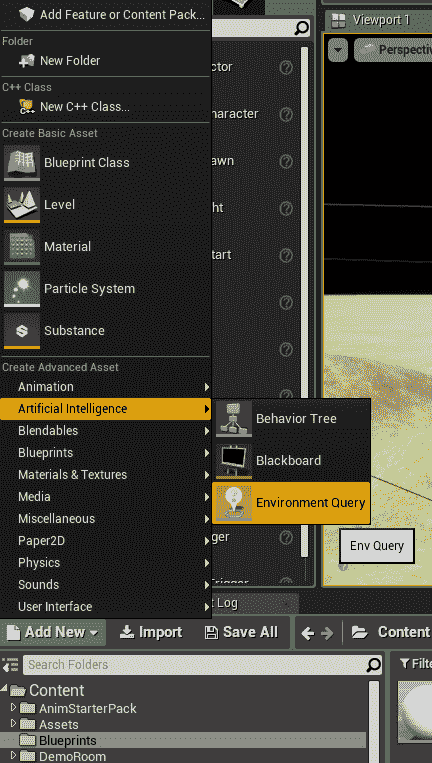 Add Feature or Content Pack...
Viewport 1
Folder
ctor
Perspectiv
New Folder
C++ Class
New C++ Class...
haracter
Create Basic Asset
Blueprint Class
awn
Level
ht
Material
tart
Particle System
Substance
Create Advanced Asset
Animation
Artificial Intelligence
Behavior Tree
Blendables
Blueprints
Blackboard
Materials & Textures
Media
Environment Query
Miscellaneous
Paper2D
ger
Env Query
Physics
Sounds
Trigger
User Interface
t Log
Add New
Import
Save All
Content
Search Folders
Filte
Content
AnimStarterPack
Assets
Blueprints
DemoRoom